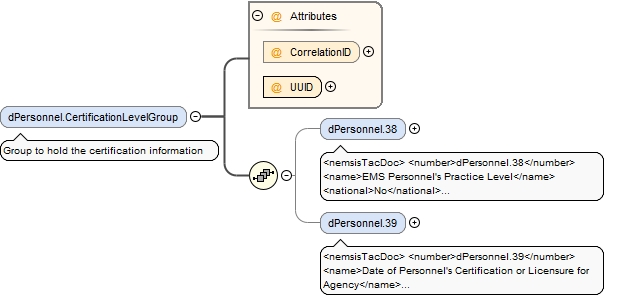 @ Attributes
@ CorrelationID
@ UUID
dPersonnel.CertificationLevelGroup
Group to hold the certification information
dPersonnel.38
<nemsisTacDoc> <number>dPersonnel.38</number>
<name>EMS Personnel's Practice Level</name>
<national>No</national>...
dPersonnel.39
<nemsisTacDoc> <number>dPersonnel.39</number>
<name>Date of Personnel's Certification or Licensure for
Agency</name>...